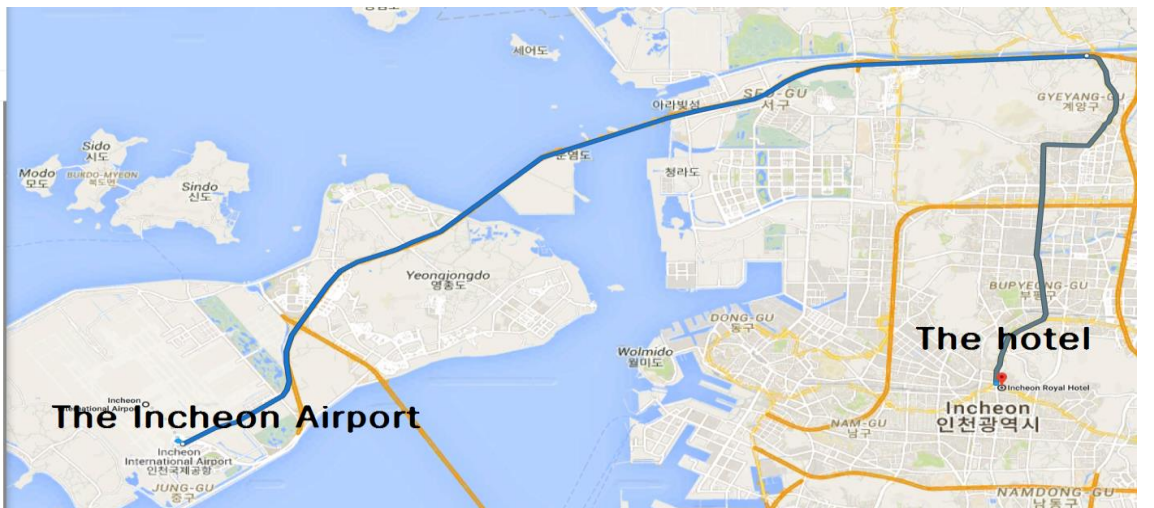 세어도
아라빛섬
SEO-GU
서구
GYEYANG-GU
계양구
운염도
청라도
Sido
시도
Modo
모도
BUKDO-MYEON
북도면
Sindo
신도
Yeongjongdo
영종도
BUPYEONG-GU
부평구
DONG-GU
동구
Wolmido
월미도
The hotel
Incheon Royal Hotel
Incheon
인천광역시
Incheon
International Airport
The Incheon Airport
NAM-GU
남구
Incheon
International Airport
인천국제공항
JUNG-GU
중구
NAMDONG-GU
남동구